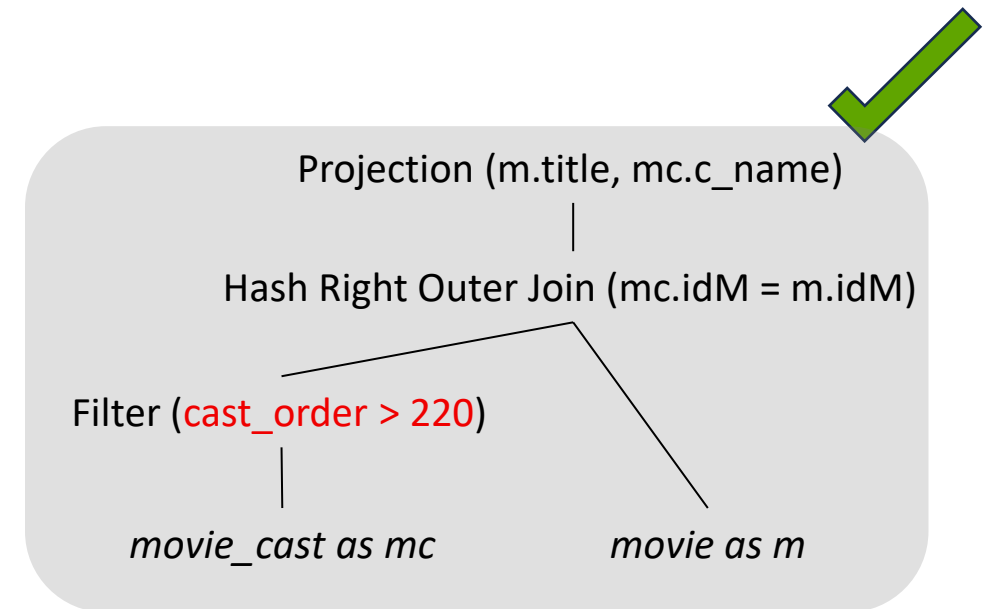 Projection (m.title, mc.c_name)
Hash Right Outer Join (mc.idM = m.idM)
Filter (cast_order > 220)
movie_cast as mc
movie as m